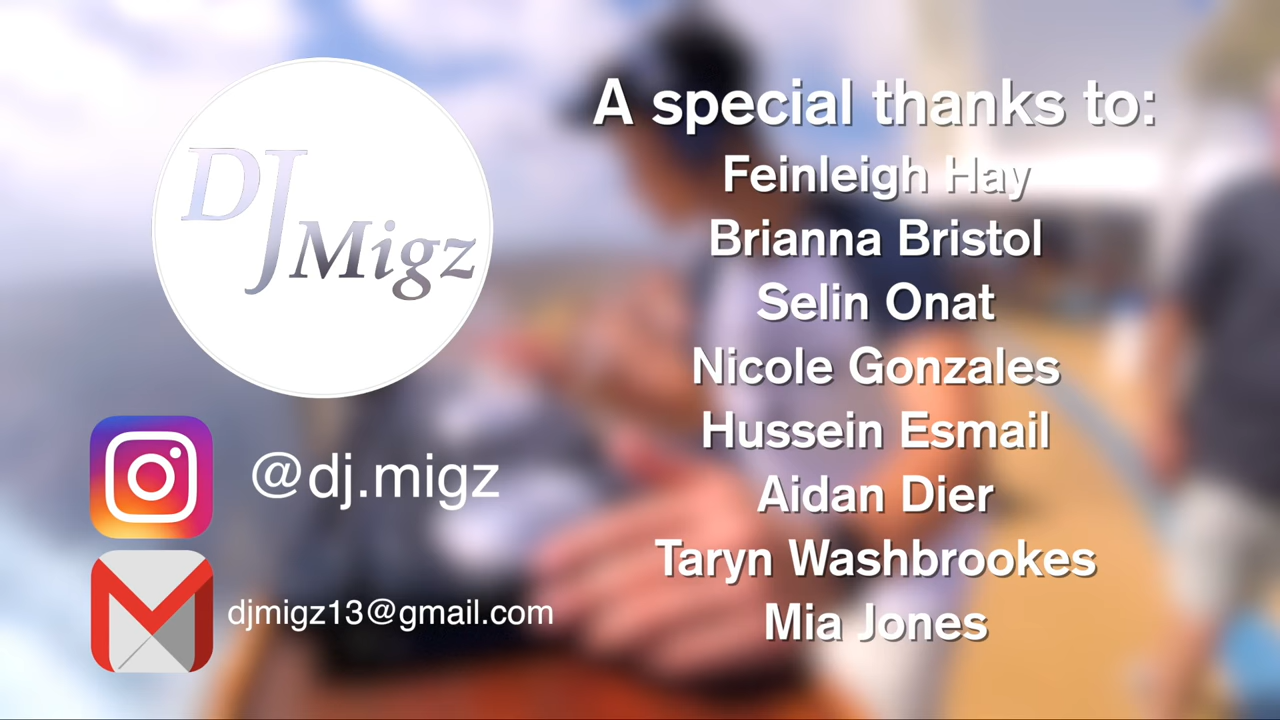 DJ Migz
@dj.migz
djmigz13@gmail.com
A special thanks to:
Feinleigh Hay
Brianna Bristol
Selin Onat
Nicole Gonzales
Hussein Esmail
Aidan Dier
Taryn Washbrookes
Mia Jones